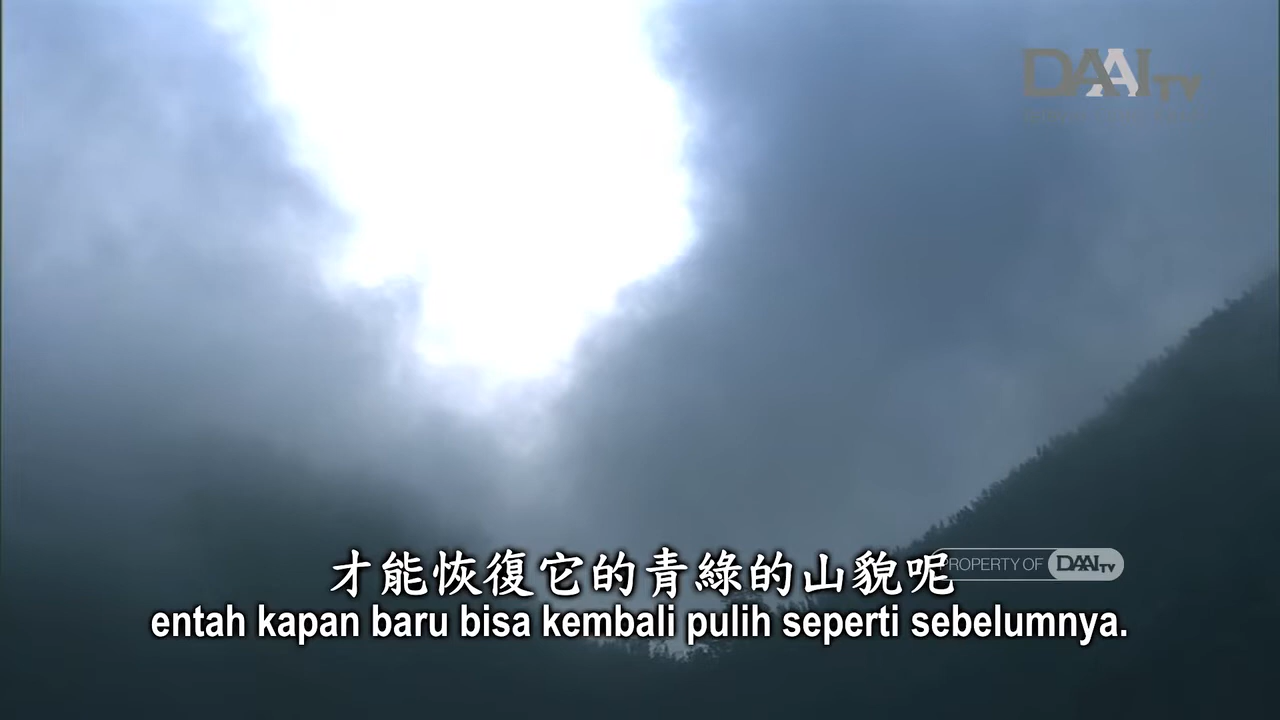 DAAI TV
才能恢復它的青綠的山貌呢
PROPERTY OF DAAI TV
entah kapan baru bisa kembali pulih seperti sebelumnya.